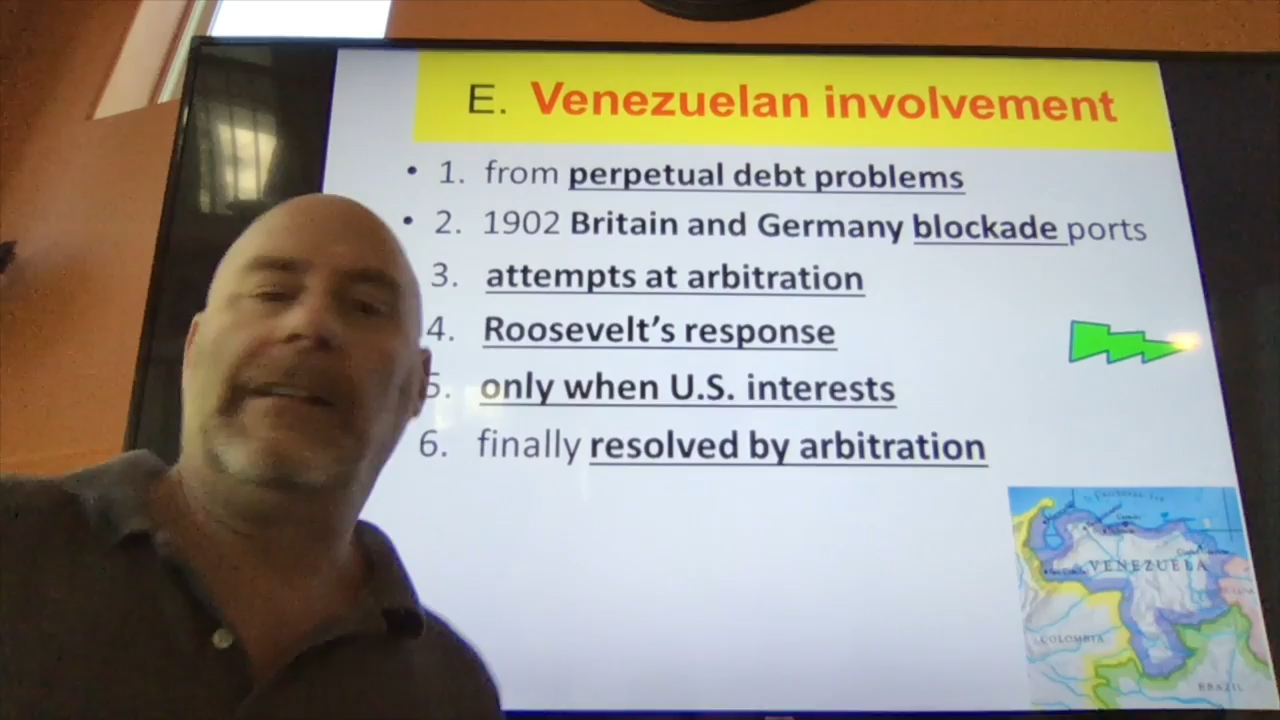 E. Venezuelan involvement
• 1. from perpetual debt problems
• 2. 1902 Britain and Germany blockade ports
3. attempts at arbitration
4. Roosevelt's response
5. only when U.S. interests
6. finally resolved by arbitration
VENEZUELA
COLOMBIA
BRAZIL